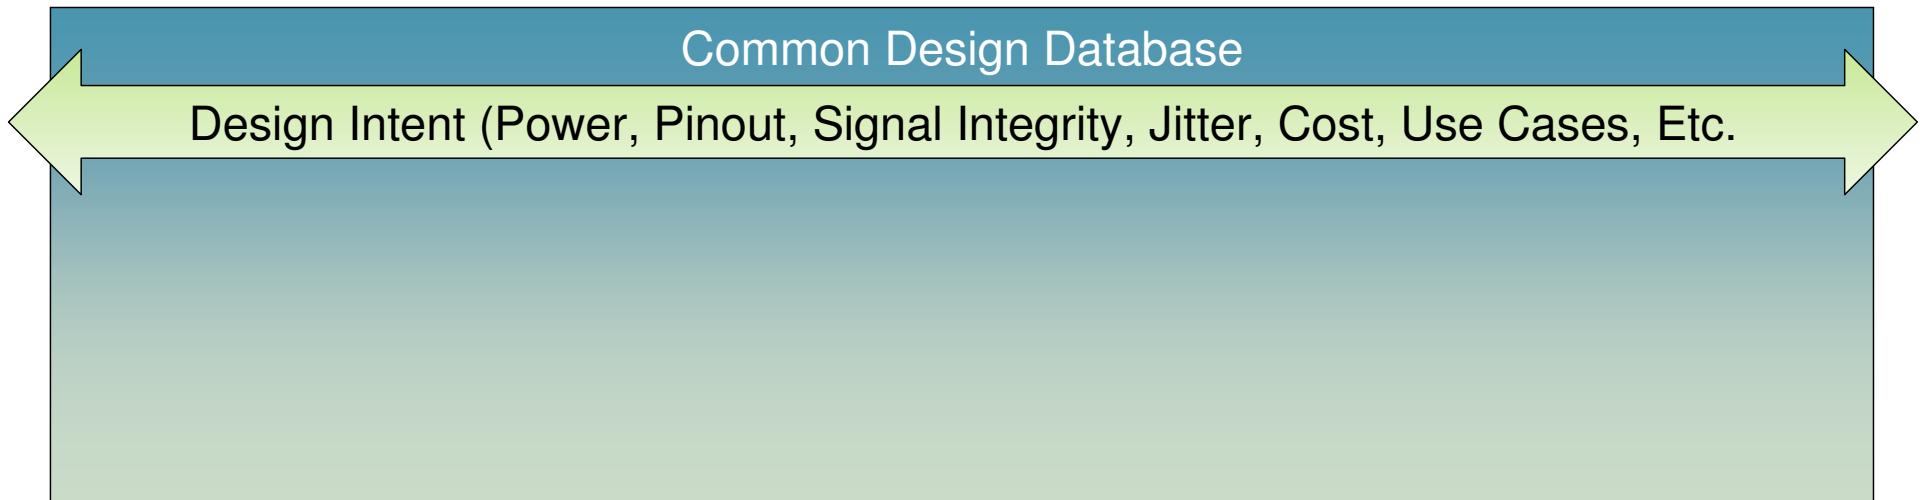 Common Design Database
Design Intent (Power, Pinout, Signal Integrity, Jitter, Cost, Use Cases, Etc.